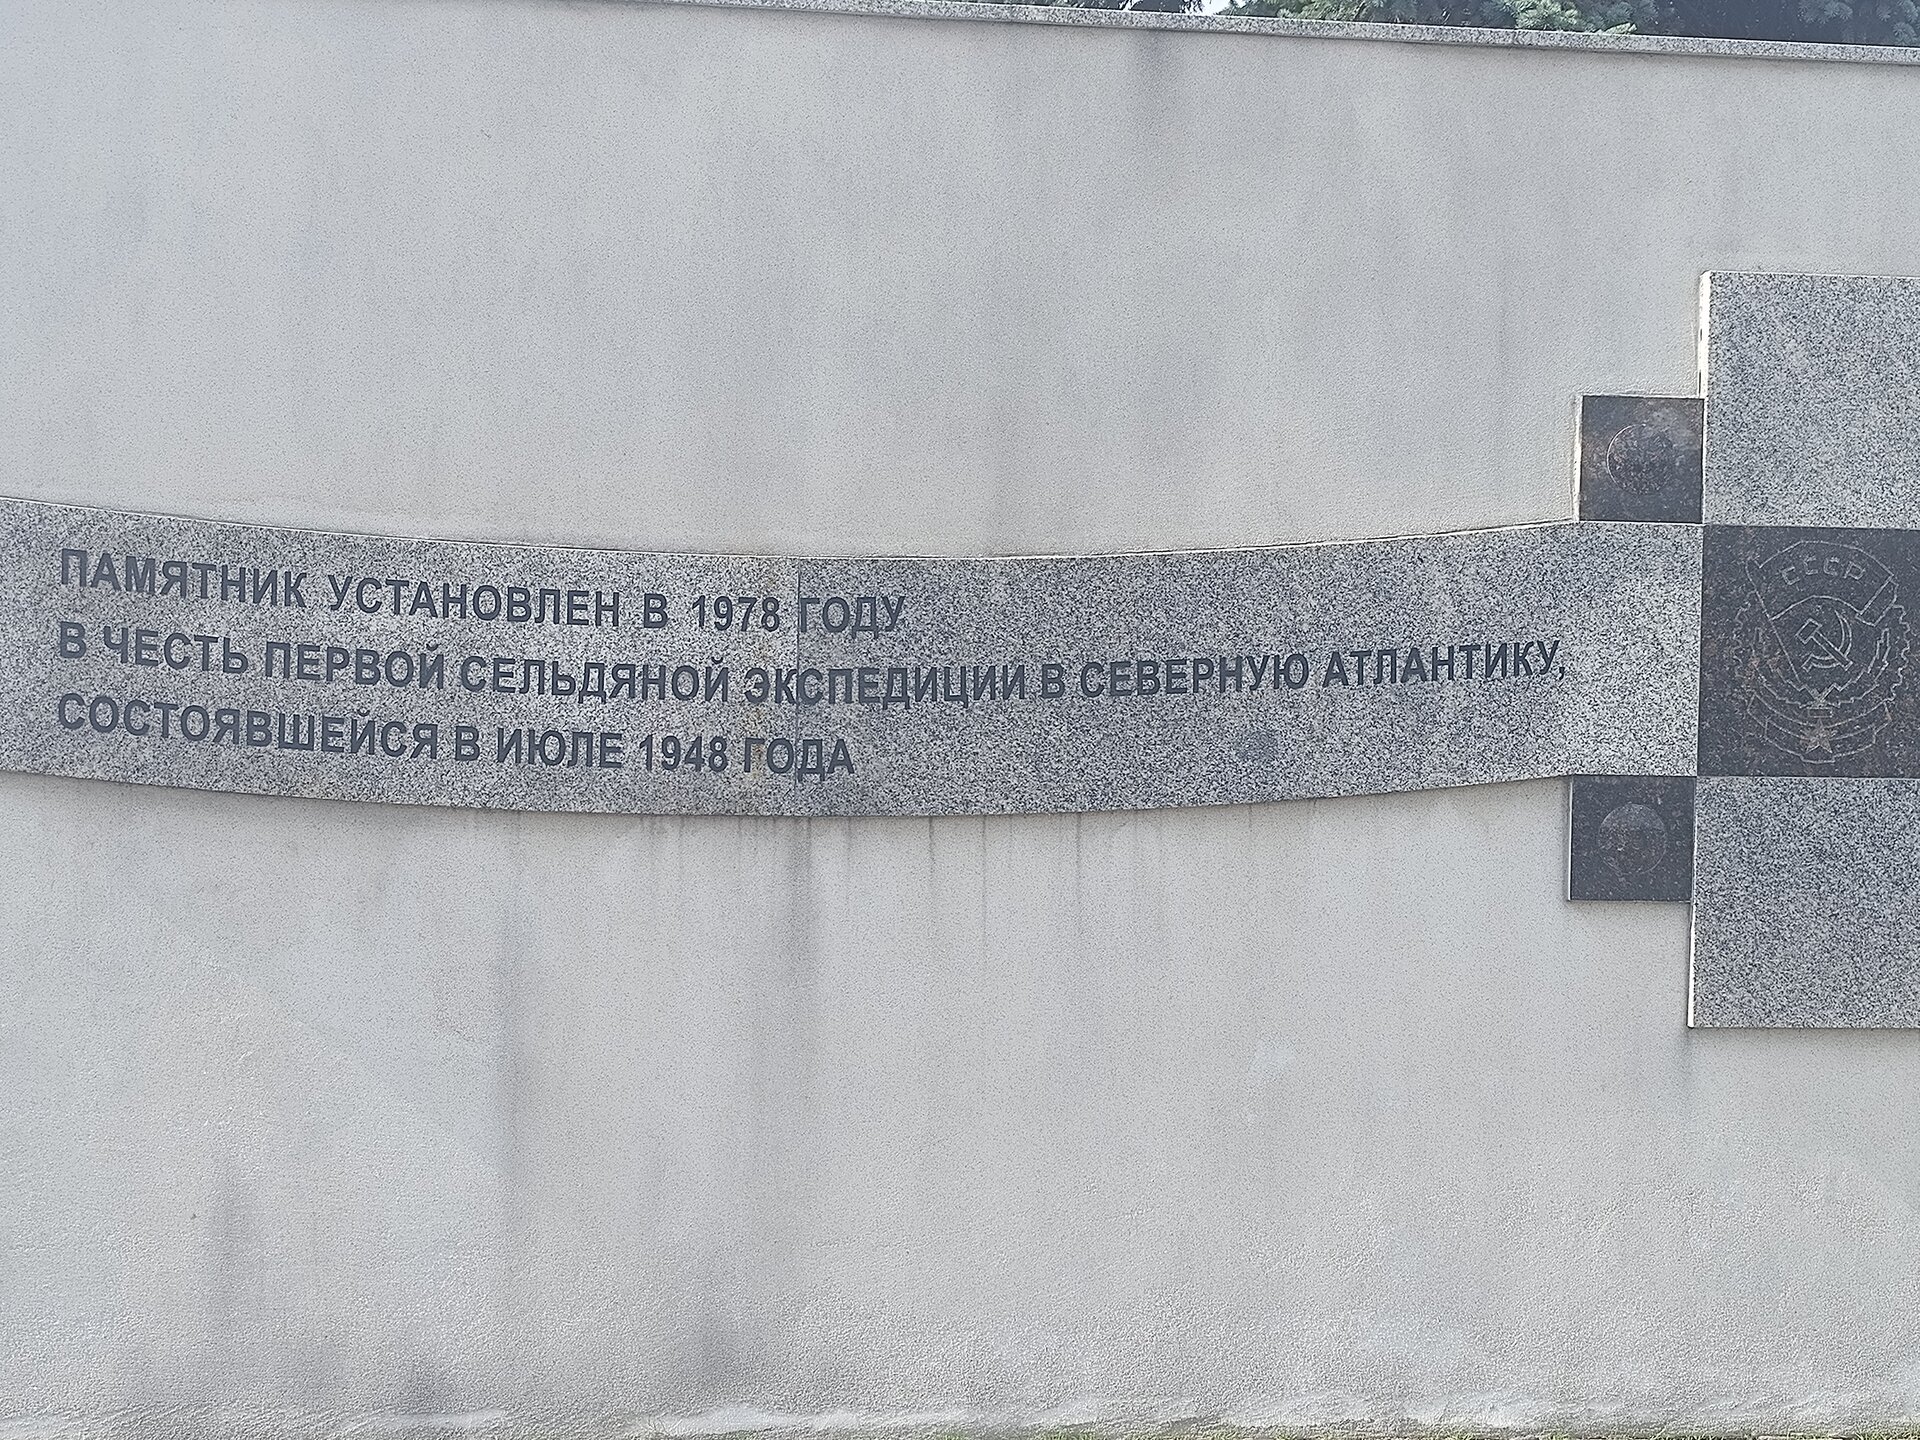 ПАМЯТНИК УСТАНОВЛЕН В 1978 ГОДУ
В ЧЕСТЬ ПЕРВОЙ СЕЛЬДЯНОЙ ЭКСПЕДИЦИИ В СЕВЕРНУЮ АТЛАНТИКУ,
СОСТОЯВШЕЙСЯ В ИЮЛЕ 1948 ГОДА
СССР